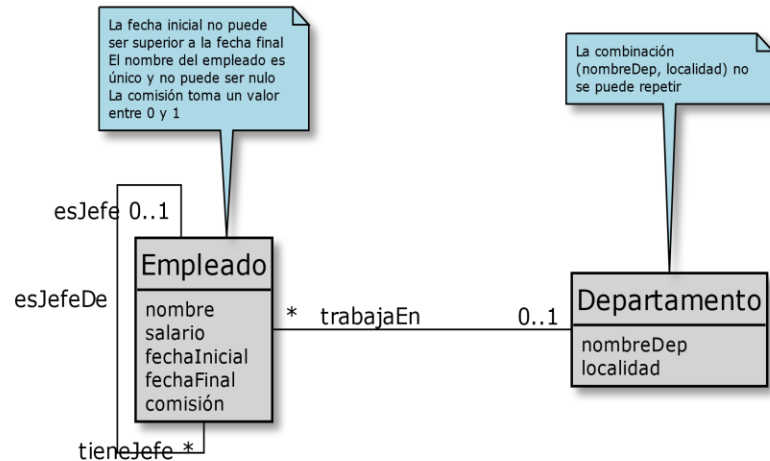 La fecha inicial no puede
ser superior a la fecha final
El nombre del empleado es
único y no puede ser nulo
La comisión toma un valor
entre 0 y 1
La combinación
(nombreDep, localidad) no
se puede repetir
esJefe 0..1
esJefeDe
Empleado
nombre
salario
fechaInicial
fechaFinal
comisión
* trabajaEn 0..1
Departamento
nombreDep
localidad
tieneJefe *